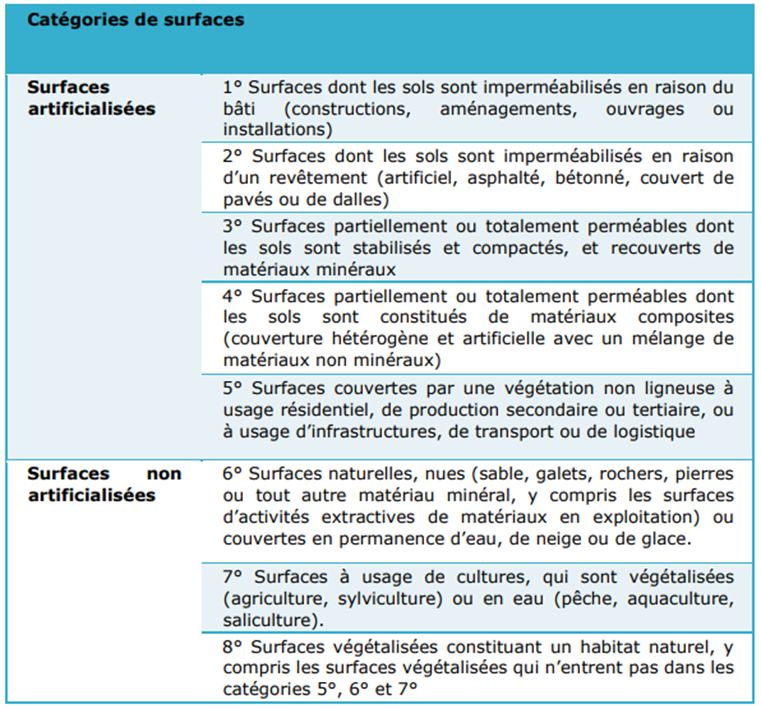 Catégories de surfaces
Surfaces
artificialisées
1° Surfaces dont les sols sont imperméabilisés en raison du
bâti (constructions, aménagements, ouvrages ou
installations)
2° Surfaces dont les sols sont imperméabilisés en raison
d’un revêtement (artificiel, asphalté, bétonné, couvert de
pavés ou de dalles)
3° Surfaces partiellement ou totalement perméables dont
les sols sont stabilisés et compactés, et recouverts de
matériaux minéraux
4° Surfaces partiellement ou totalement perméables dont
les sols sont constitués de matériaux composites
(couverture hétérogène et artificielle avec un mélange de
matériaux non minéraux)
5° Surfaces couvertes par une végétation non ligneuse à
usage résidentiel, de production secondaire ou tertiaire, ou
à usage d’infrastructures, de transport ou de logistique
Surfaces non
artificialisées
6° Surfaces naturelles, nues (sable, galets, rochers, pierres
ou tout autre matériau minéral, y compris les surfaces
d’activités extractives de matériaux en exploitation) ou
couvertes en permanence d’eau, de neige ou de glace.
7° Surfaces à usage de cultures, qui sont végétalisées
(agriculture, sylviculture) ou en eau (pêche, aquaculture,
saliculture).
8° Surfaces végétalisées constituant un habitat naturel, y
compris les surfaces végétalisées qui n’entrent pas dans les
catégories 5°, 6° et 7°